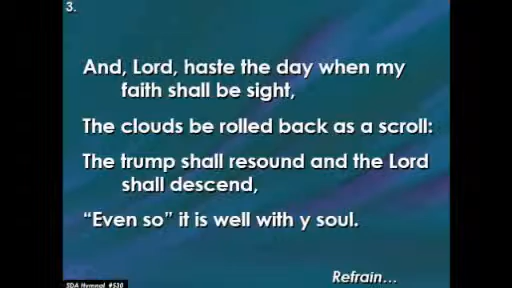 3.
And, Lord, haste the day when my
faith shall be sight,
The clouds be rolled back as a scroll:
The trump shall resound and the Lord
shall descend,
“Even so” it is well with y soul.
Refrain...
SDA Hymnal #530